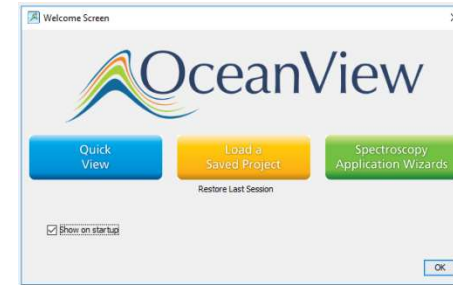 Welcome Screen
OceanView
Quick
View
Load a
Saved Project
Spectroscopy
Application Wizards
Restore Last Session
Show on startup
OK